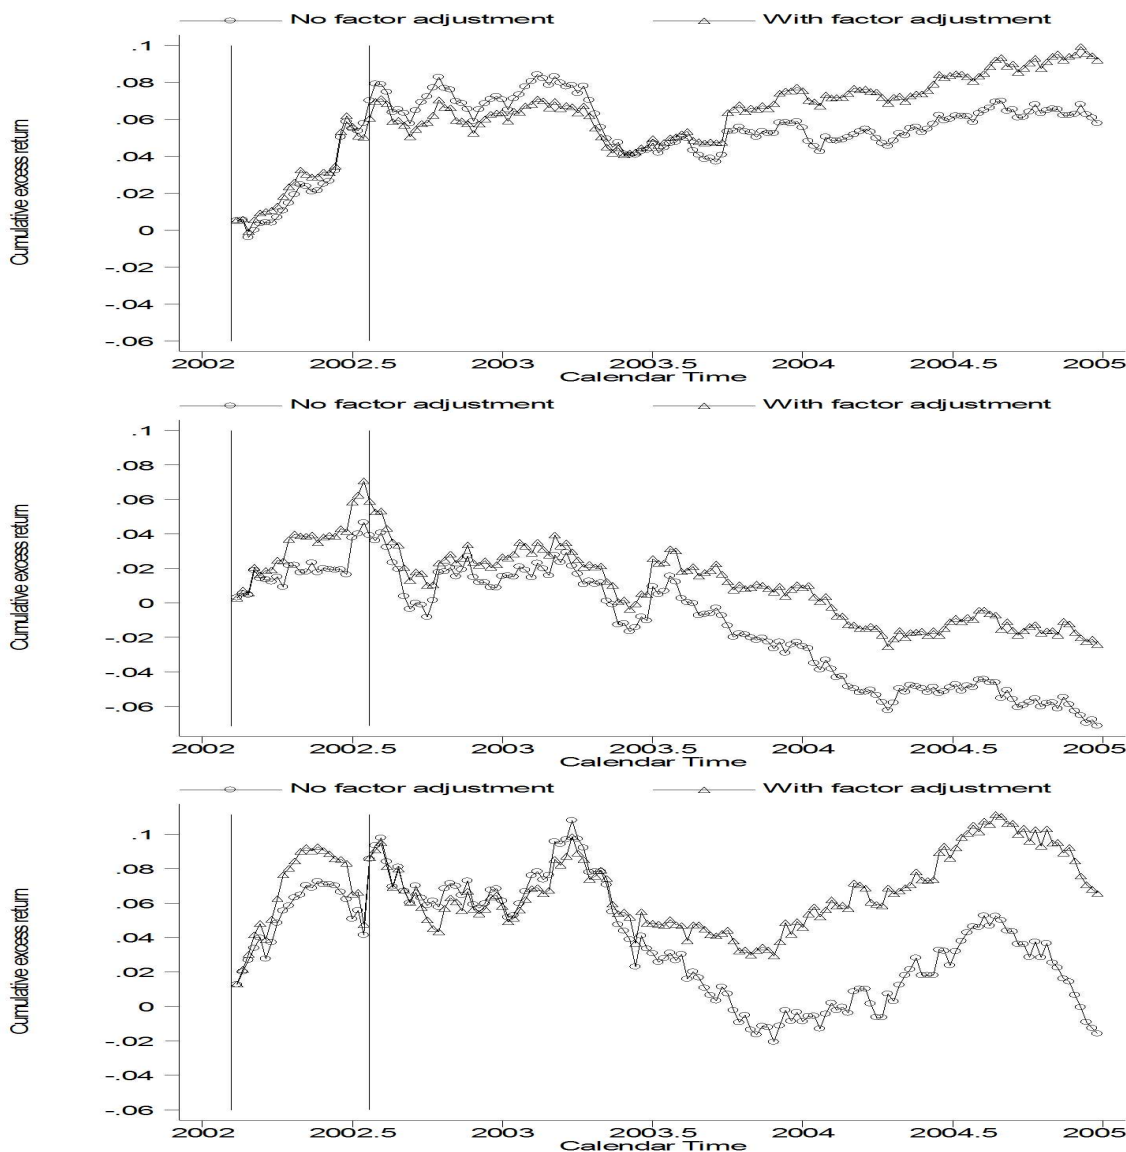 No factor adjustment With factor adjustment
.1
.08
.06
.04
.02
0
-.02
-.04
-.06
Cumulative excess return
2002 2002.5 2003 2003.5 2004 2004.5 2005
Calendar Time
No factor adjustment With factor adjustment
.1
.08
.06
.04
.02
0
-.02
-.04
-.06
Cumulative excess return
2002 2002.5 2003 2003.5 2004 2004.5 2005
Calendar Time
No factor adjustment With factor adjustment
.1
.08
.06
.04
.02
0
-.02
-.04
-.06
Cumulative excess return
2002 2002.5 2003 2003.5 2004 2004.5 2005
Calendar Time